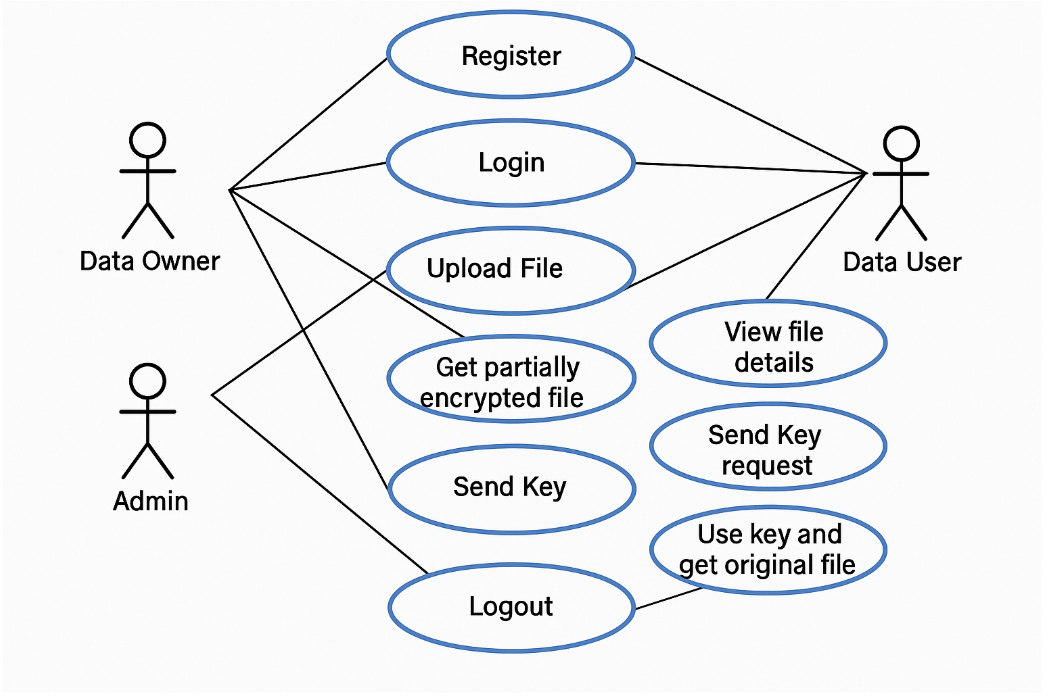 Register
Login
Data Owner
Data User
Upload File
View file
details
Get partially
encrypted file
Send Key
request
Admin
Send Key
Use key and
get original file
Logout